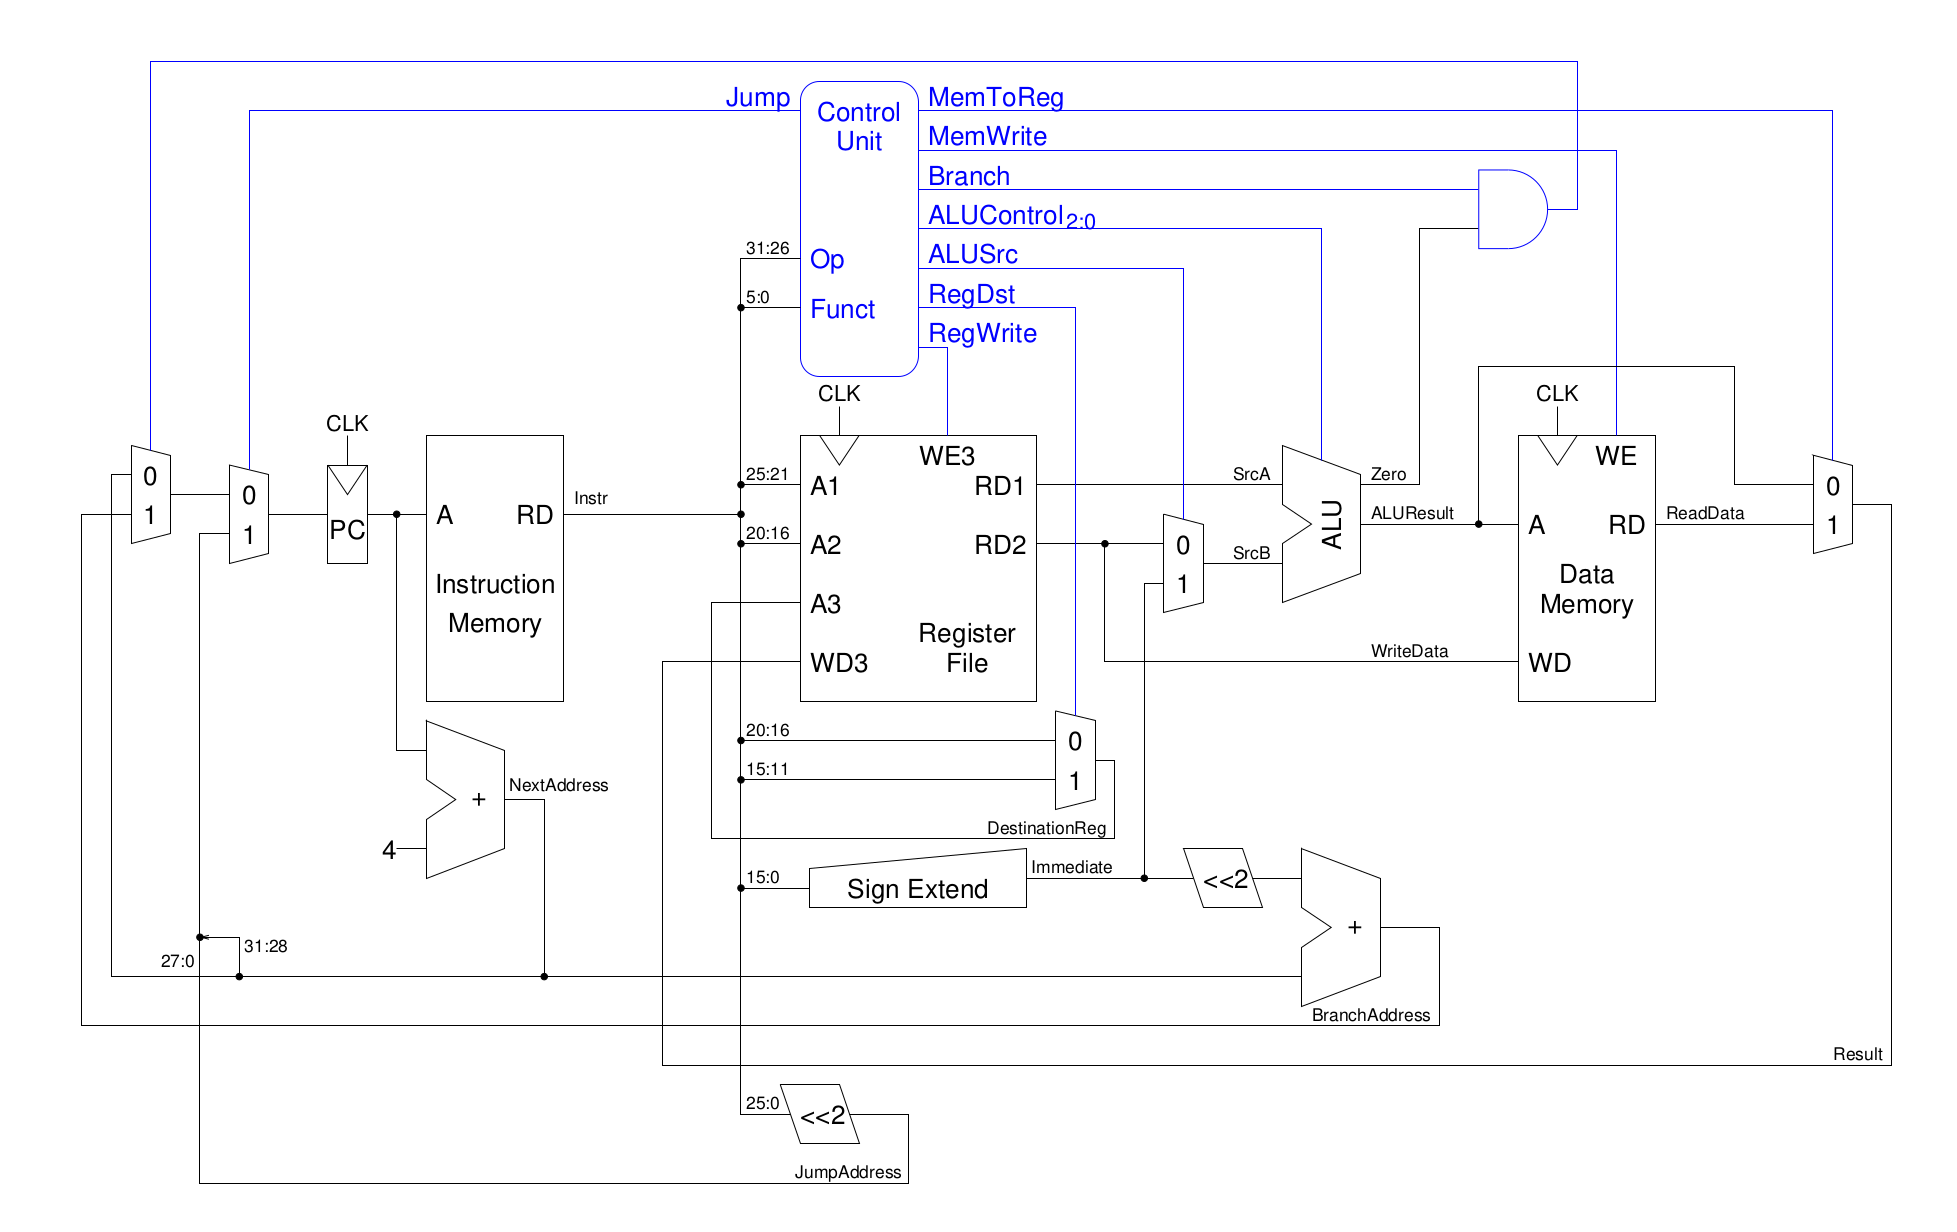 Jump
Control
Unit
MemToReg
MemWrite
Branch
ALUControl2:0
ALUSrc
RegDst
RegWrite
31:26
Op
5:0
Funct
CLK
CLK
CLK
0
1
0
1
PC
A
RD
Instruction
Memory
Instr
25:21
A1
20:16
A2
A3
WD3
WE3
RD1
RD2
Register
File
SrcA
0
1
SrcB
ALU
Zero
ALUResult
WE
A
RD
Data
Memory
WriteData
WD
ReadData
0
1
20:16
15:11
0
1
DestinationReg
+
4
NextAddress
15:0
Sign Extend
Immediate
<<2
+
31:28
27:0
BranchAddress
Result
25:0
<<2
JumpAddress